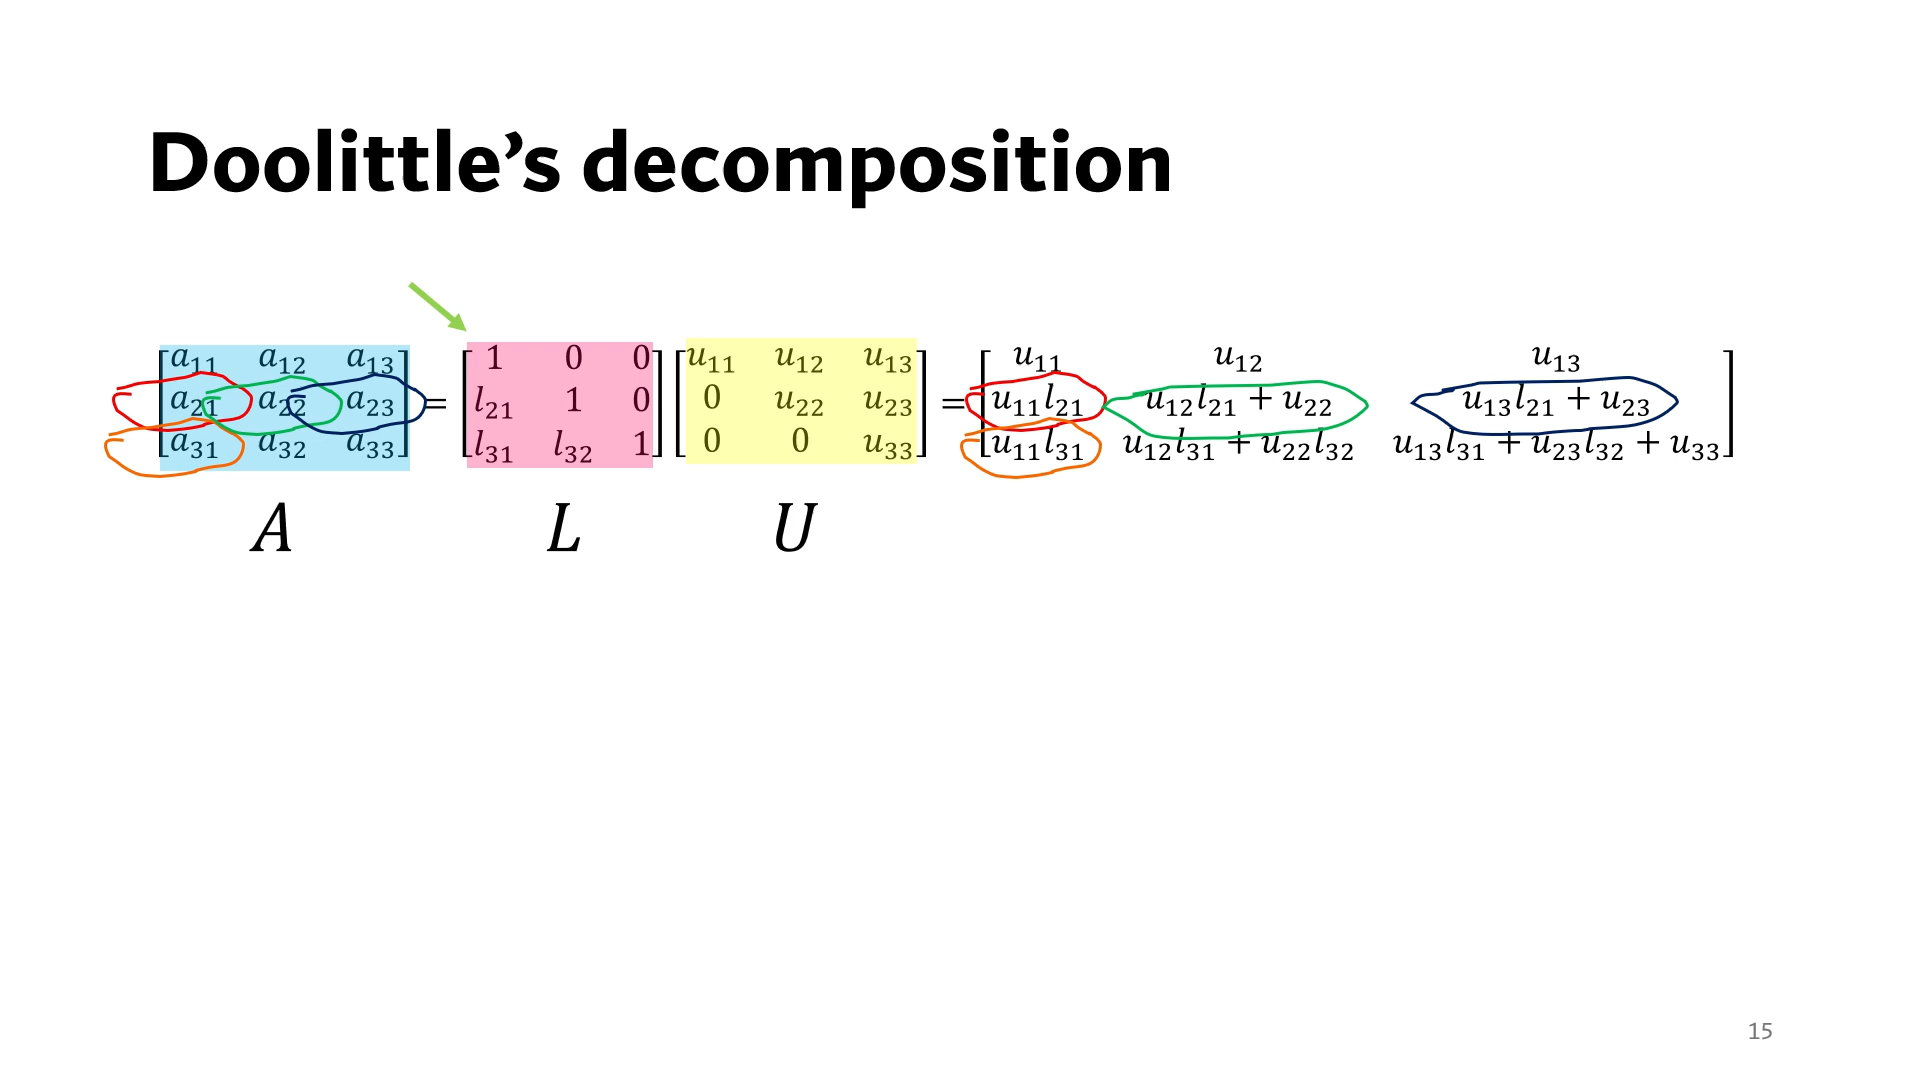 Doolittle’s decomposition
[a₁₁ a₁₂ a₁₃] = [1 0 0] [u₁₁ u₁₂ u₁₃] = [u₁₁ u₁₂ u₁₃]
[a₂₁ a₂₂ a₂₃] [l₂₁ 1 0] [0 u₂₂ u₂₃] [u₁₁l₂₁ u₁₂l₂₁ + u₂₂ u₁₃l₂₁ + u₂₃]
[a₃₁ a₃₂ a₃₃] [l₃₁ l₃₂ 1] [0 0 u₃₃] [u₁₁l₃₁ u₁₂l₃₁ + u₂₂l₃₂ u₁₃l₃₁ + u₂₃l₃₂ + u₃₃]
A L U
15